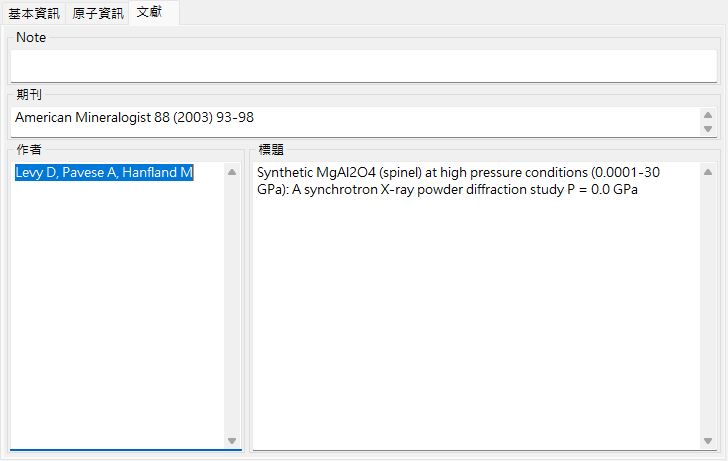 基本資訊 原子資訊 文獻
Note
期刊
American Mineralogist 88 (2003) 93-98
作者
Levy D, Pavese A, Hanfland M
標題
Synthetic MgAl2O4 (spinel) at high pressure conditions (0.0001-30
GPa): A synchrotron X-ray powder diffraction study P = 0.0 GPa